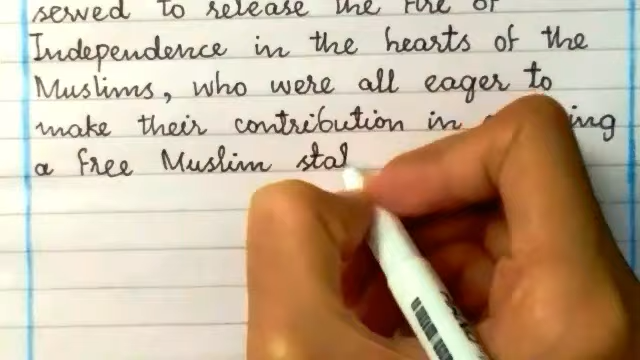 served to release the fire of
Independence in the hearts of the
Muslims, who were all eager to
make their contribution in
a free Muslim sta